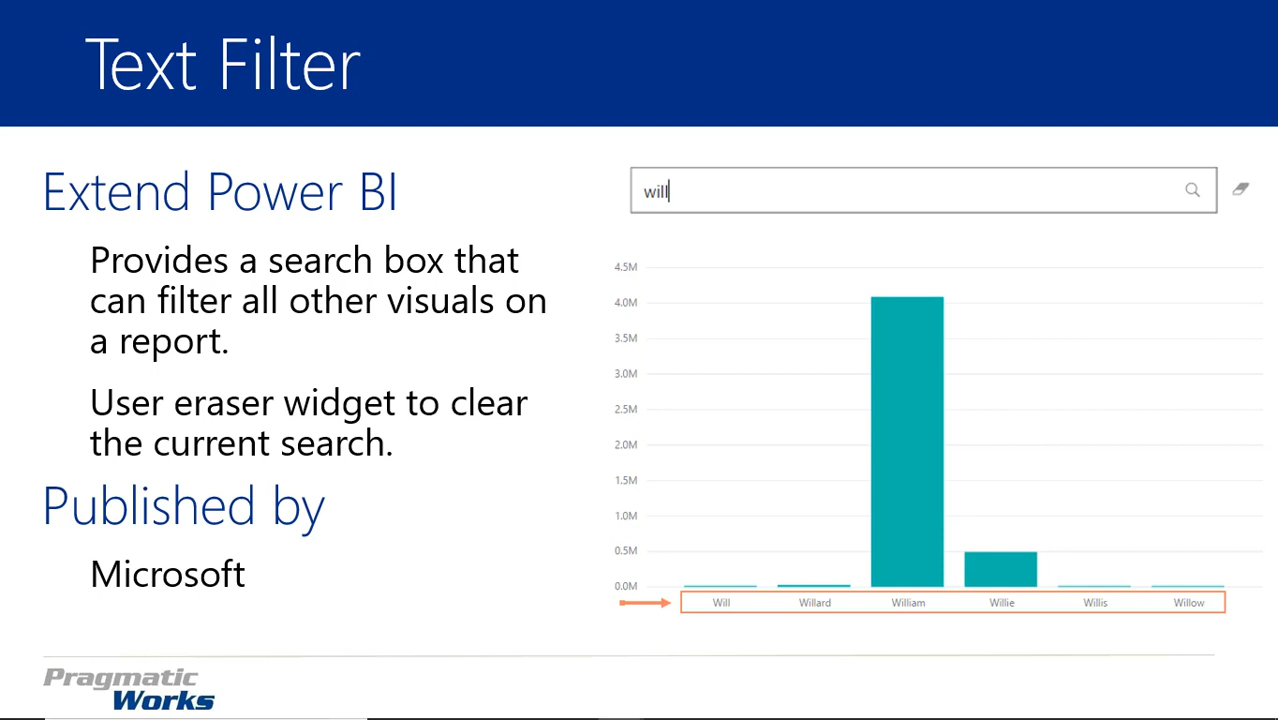 Text Filter
Extend Power BI
Provides a search box that
can filter all other visuals on
a report.
User eraser widget to clear
the current search.
Published by
Microsoft
will
4.5M
4.0M
3.5M
3.0M
2.5M
2.0M
1.5M
1.0M
0.5M
0.0M
Will Willard William Willie Willis Willow
Pragmatic
Works